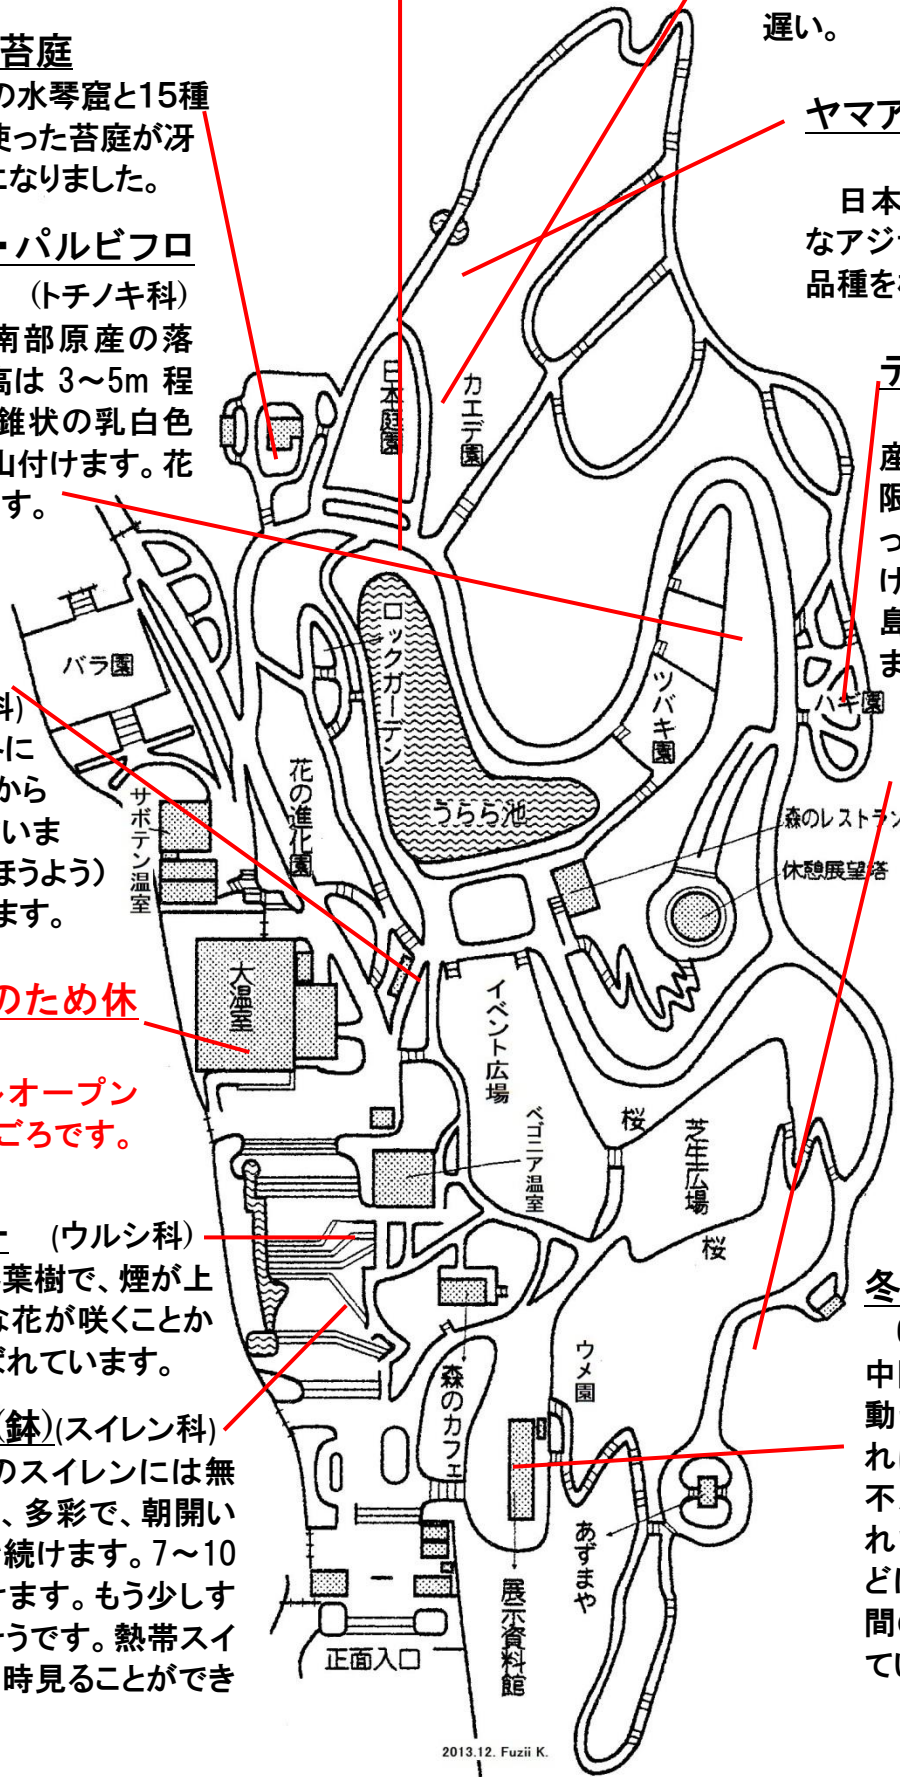 遅い。
苔庭
の水琴窟と15種
使った苔庭が冴
になりました。
ヤマア
日本
なアジ
品種を
・パルビフロ
(トチノキ科)
南部原産の落
高は 3～5m 程
錐状の乳白色
山付けます。花
す。
日本庭園
カエデ園
産
限
っ
け
島
ま
ロックガーデン
バラ園
ツバキ園
ハギ園
科)
に
から
いま
ほうよう)
ます。
サボテン温室
花の進化園
うらら池
森のレストラン
休憩展望塔
大温室
のため休
オープン
ごろです。
イベント広場
ベゴニア温室
桜
芝生広場
桜
(ウルシ科)
葉樹で、煙が上
な花が咲くことか
ばれています。
(鉢)(スイレン科)
のスイレンには無
、多彩で、朝開い
続けます。7～10
けます。もう少しす
そうです。熱帯スイ
時見ることができ
ウメ園
森のカフェ
あずまや
展示資料館
正面入口
冬
中
動
れ
不
れ
ど
間の
てい
2013.12. Fuzii K.